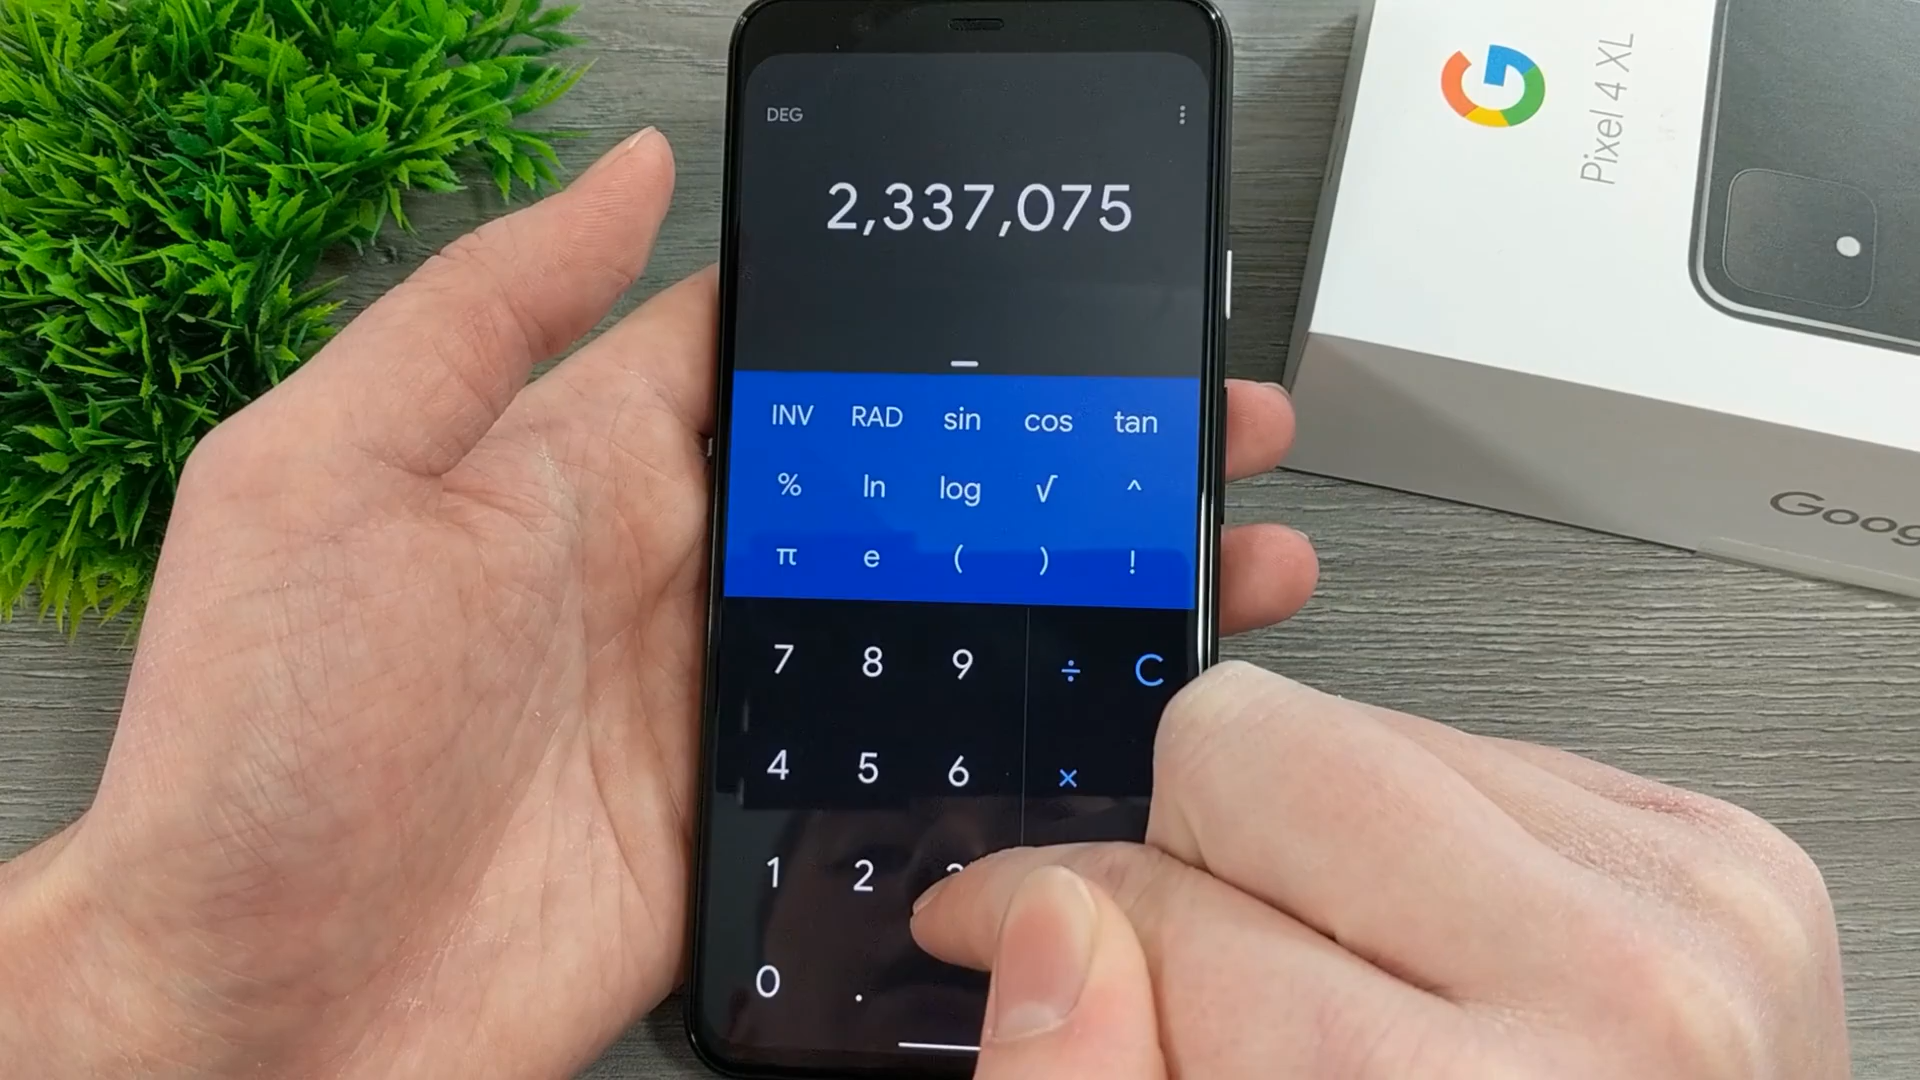 DEG
2,337,075
INV RAD sin cos tan
% ln log √ ^
π e ( ) !
7 8 9 ÷ C
4 5 6 ×
1 2
0 .
G
Pixel 4 XL